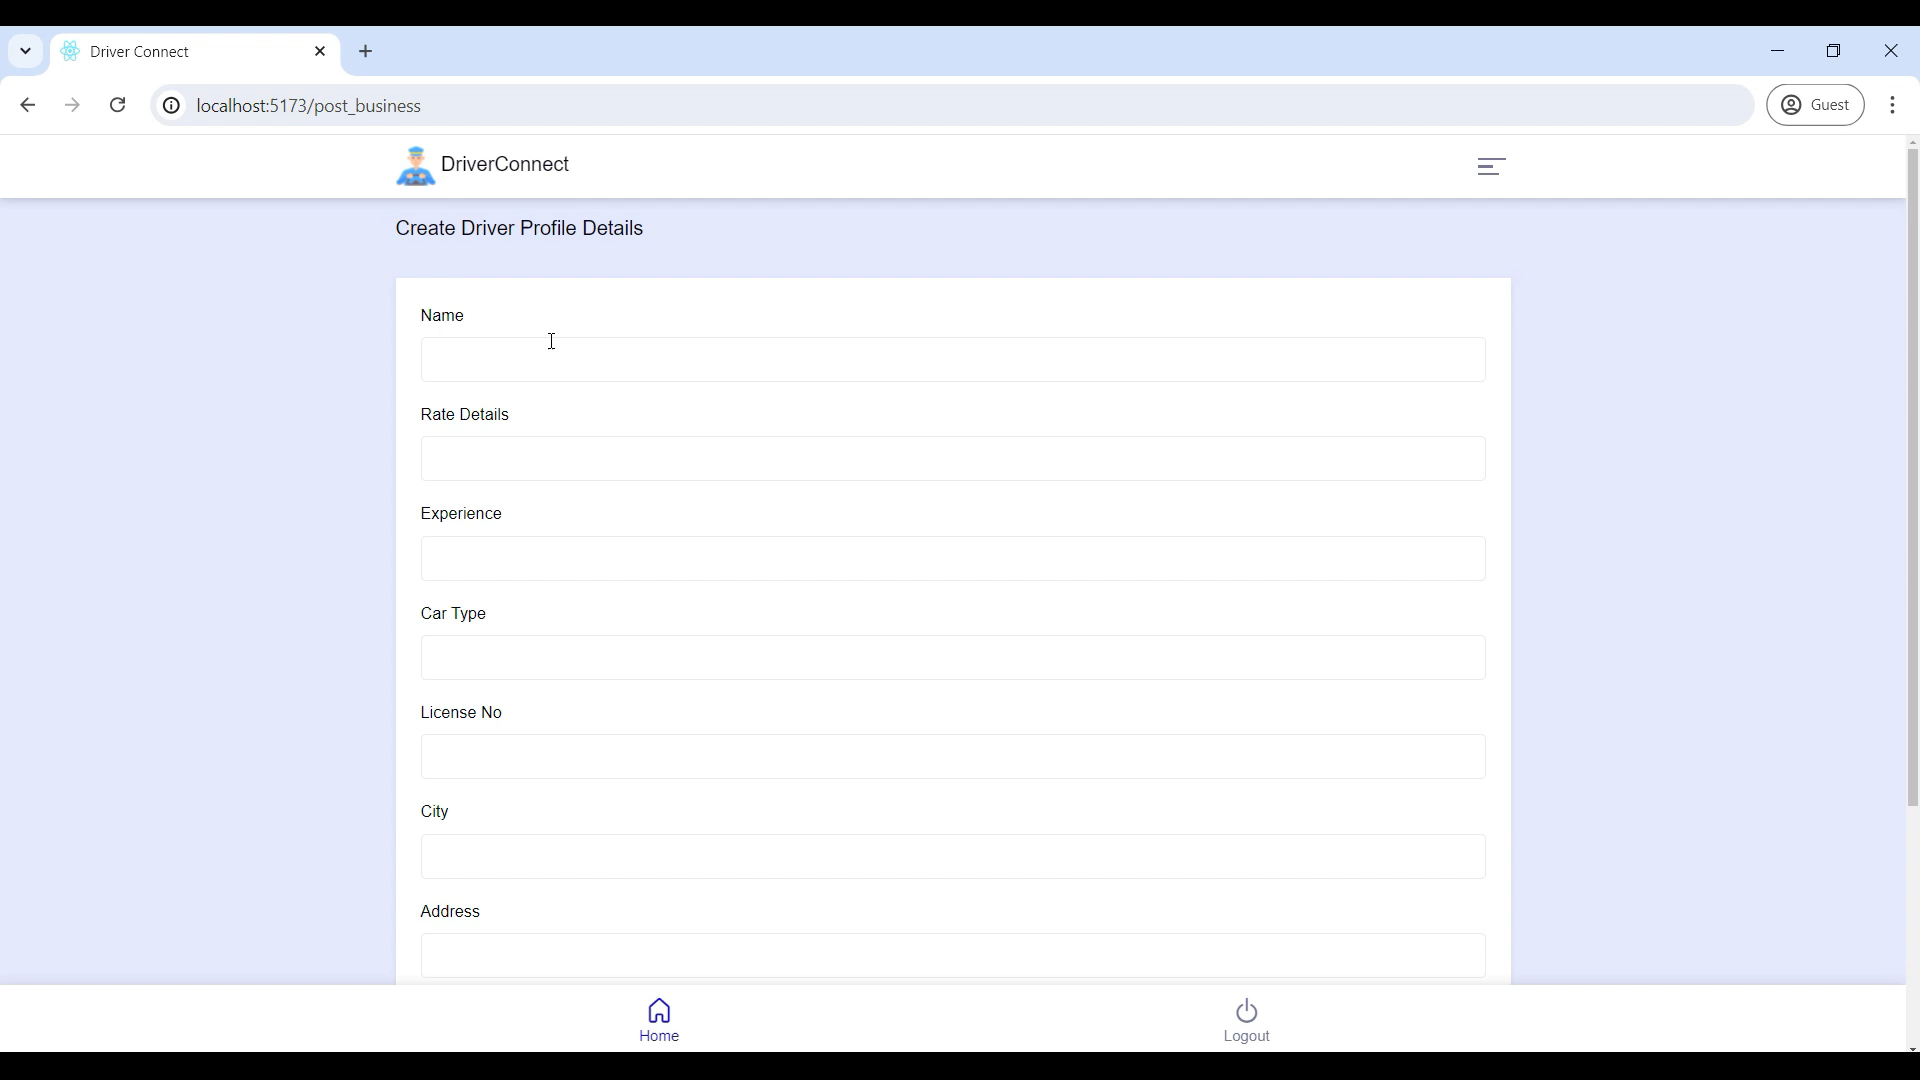 Driver Connect
localhost:5173/post_business
Guest
DriverConnect
Create Driver Profile Details
Name
Rate Details
Experience
Car Type
License No
City
Address
Home
Logout